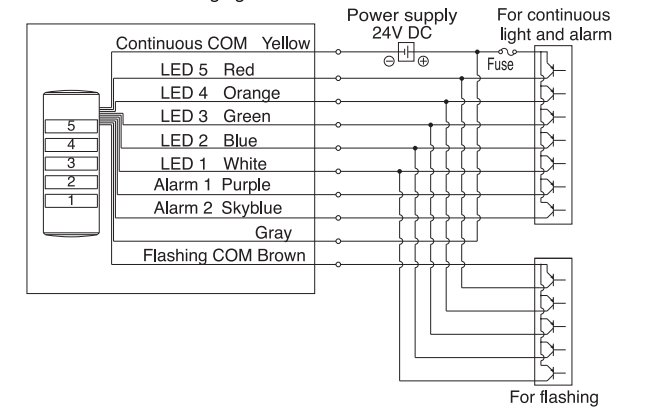 Power supply
24V DC
For continuous
light and alarm
Fuse
Continuous COM Yellow
LED 5 Red
LED 4 Orange
LED 3 Green
LED 2 Blue
LED 1 White
Alarm 1 Purple
Alarm 2 Skyblue
Gray
Flashing COM Brown
5
4
3
2
1
For flashing